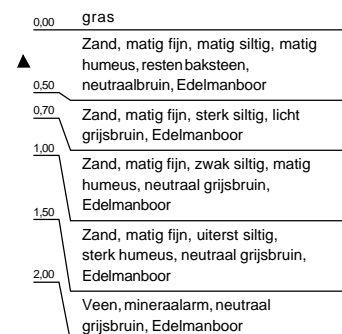 0,00 gras
Zand, matig fijn, matig siltig, matig
humeus, resten baksteen,
neutraalbruin, Edelmanboor
0,50
0,70 Zand, matig fijn, sterk siltig, licht
grijsbruin, Edelmanboor
1,00
Zand, matig fijn, zwak siltig, matig
humeus, neutraal grijsbruin,
Edelmanboor
1,50
Zand, matig fijn, uiterst siltig,
sterk humeus, neutraal grijsbruin,
Edelmanboor
2,00
Veen, mineraalarm, neutraal
grijsbruin, Edelmanboor